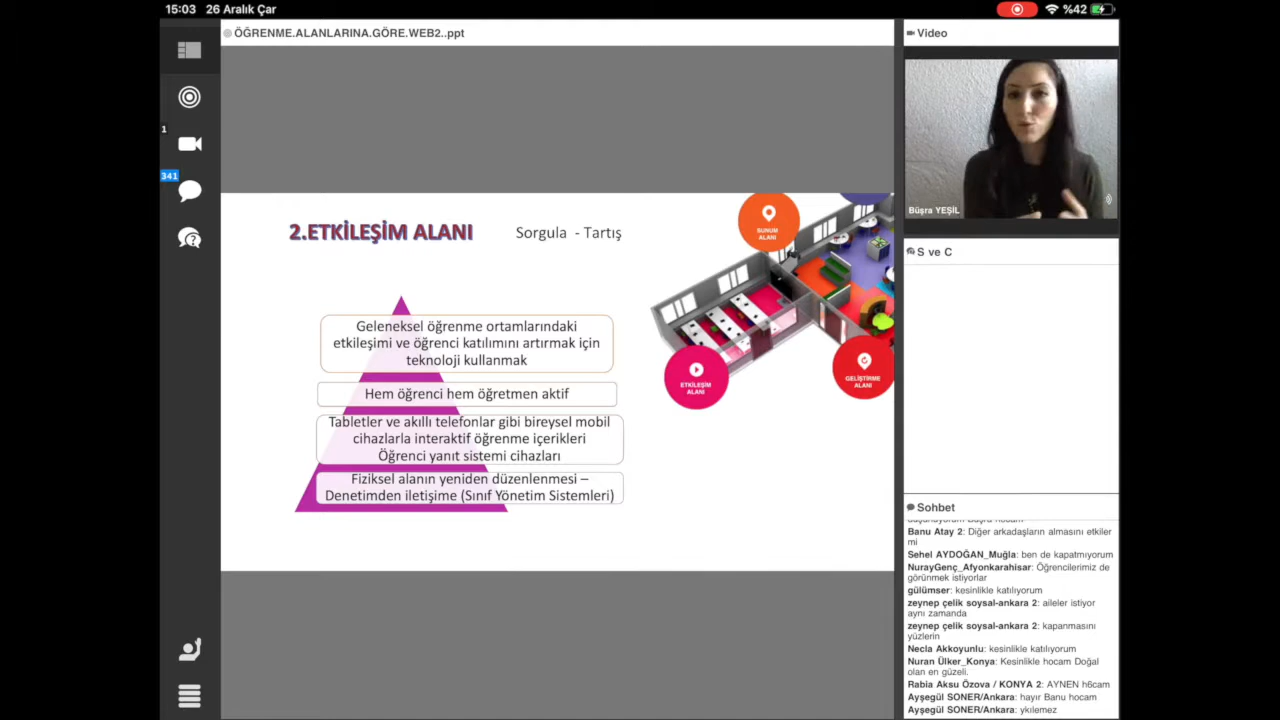 15:03 26 Aralık Çar
%42
ÖĞRENME.ALANLARINA.GÖRE.WEB2..ppt
1
341
2.ETKİLEŞİM ALANI
Sorgula - Tartış
Geleneksel öğrenme ortamlarındaki
etkileşimi ve öğrenci katılımını artırmak için
teknoloji kullanmak
Hem öğrenci hem öğretmen aktif
Tabletler ve akıllı telefonlar gibi bireysel mobil
cihazlarla interaktif öğrenme içerikleri
Öğrenci yanıt sistemi cihazları
Fiziksel alanın yeniden düzenlenmesi –
Denetimden iletişime (Sınıf Yönetim Sistemleri)
SUNUM
ALANI
ETKİLEŞİM
ALANI
GELİŞTİRME
ALANI
Video
Büşra YEŞİL
S ve C
Sohbet
Banu Atay 2: Diğer arkadaşların almasını etkiler
mi
Sehel AYDOĞAN_Muğla: ben de kapatmıyorum
NurayGenç_Afyonkarahisar: Öğrencilerimiz de
görünmek istiyorlar
gülümser: kesinlikle katılıyorum
zeynep çelik soysal-ankara 2: aileler istiyor
aynı zamanda
zeynep çelik soysal-ankara 2: kapanmasını
yüzlerin
Necla Akkoyunlu: kesinlikle katılıyorum
Nuran Ülker_Konya: Kesinlikle hocam Doğal
olan en güzeli.
Rabia Aksu Özova / KONYA 2: AYNEN h6cam
Ayşegül SONER/Ankara: hayır Banu hocam
Ayşegül SONER/Ankara: ykılemez